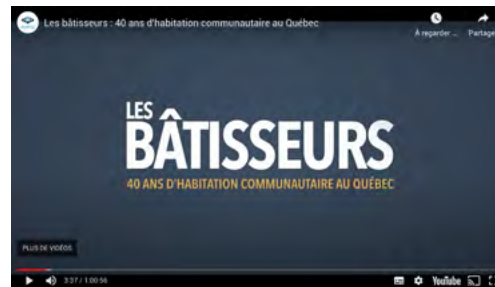 Les bâtisseurs : 40 ans d'habitation communautaire au Québec
À regarder ...
Partager
LES
BÂTISSEURS
40 ANS D'HABITATION COMMUNAUTAIRE AU QUÉBEC
PLUS DE VIDÉOS
3:37 / 1:00:56
YouTube